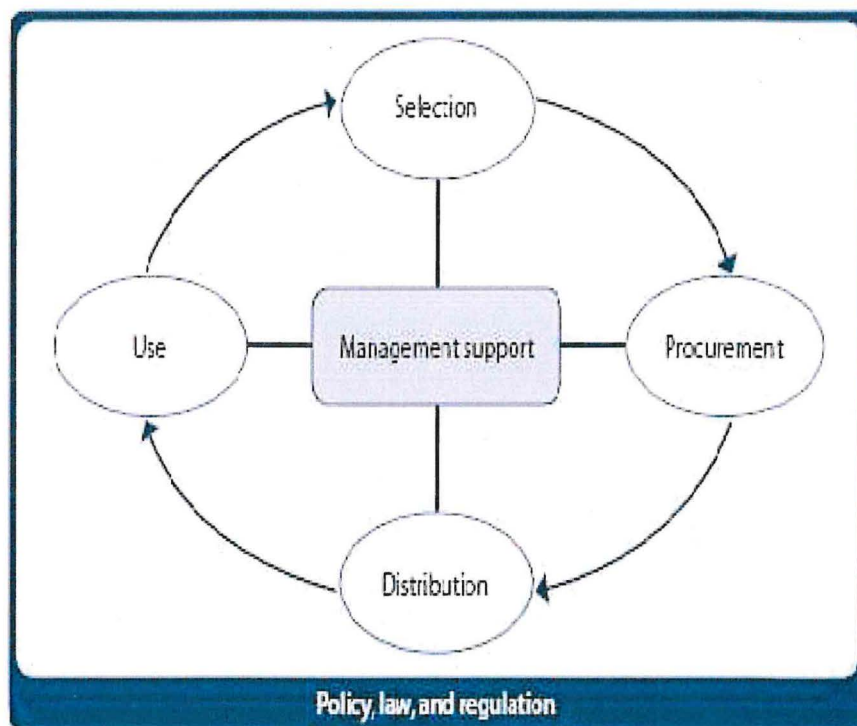 Selection
Use
Management support
Procurement
Distribution
Policy, law, and regulation